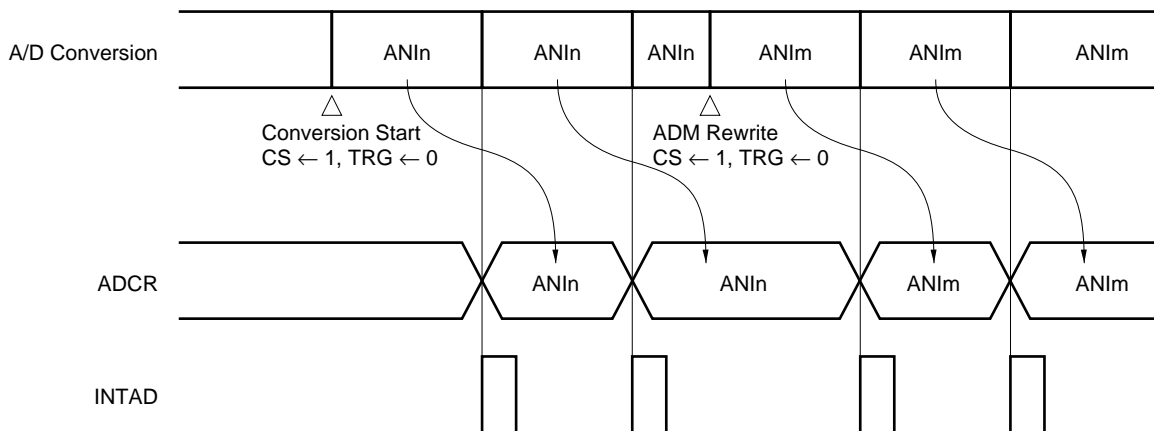 A/D Conversion
ANIn
ANIn
ANIn
ANIm
ANIm
ANIm
Conversion Start
CS ← 1, TRG ← 0
ADM Rewrite
CS ← 1, TRG ← 0
ADCR
ANIn
ANIn
ANIm
ANIm
INTAD